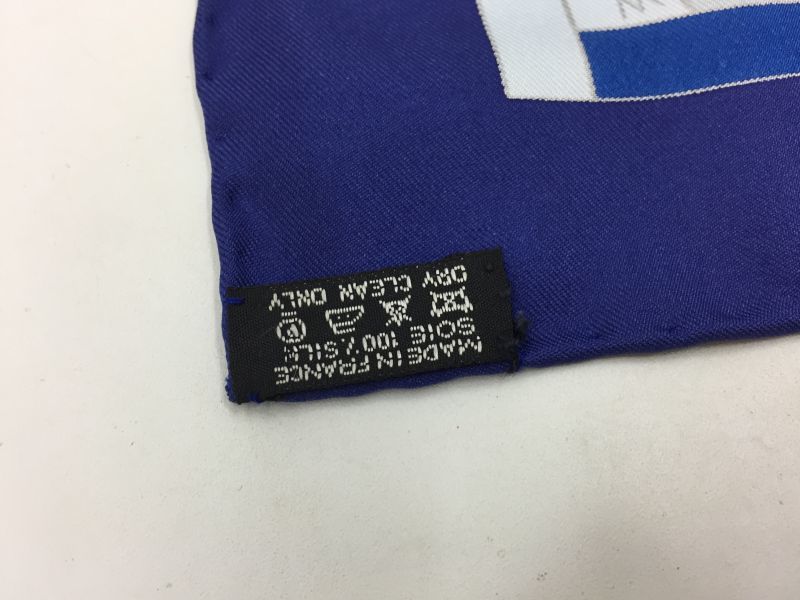 MADE IN FRANCE
SOIE 100% SILK
DRY CLEAN ONLY